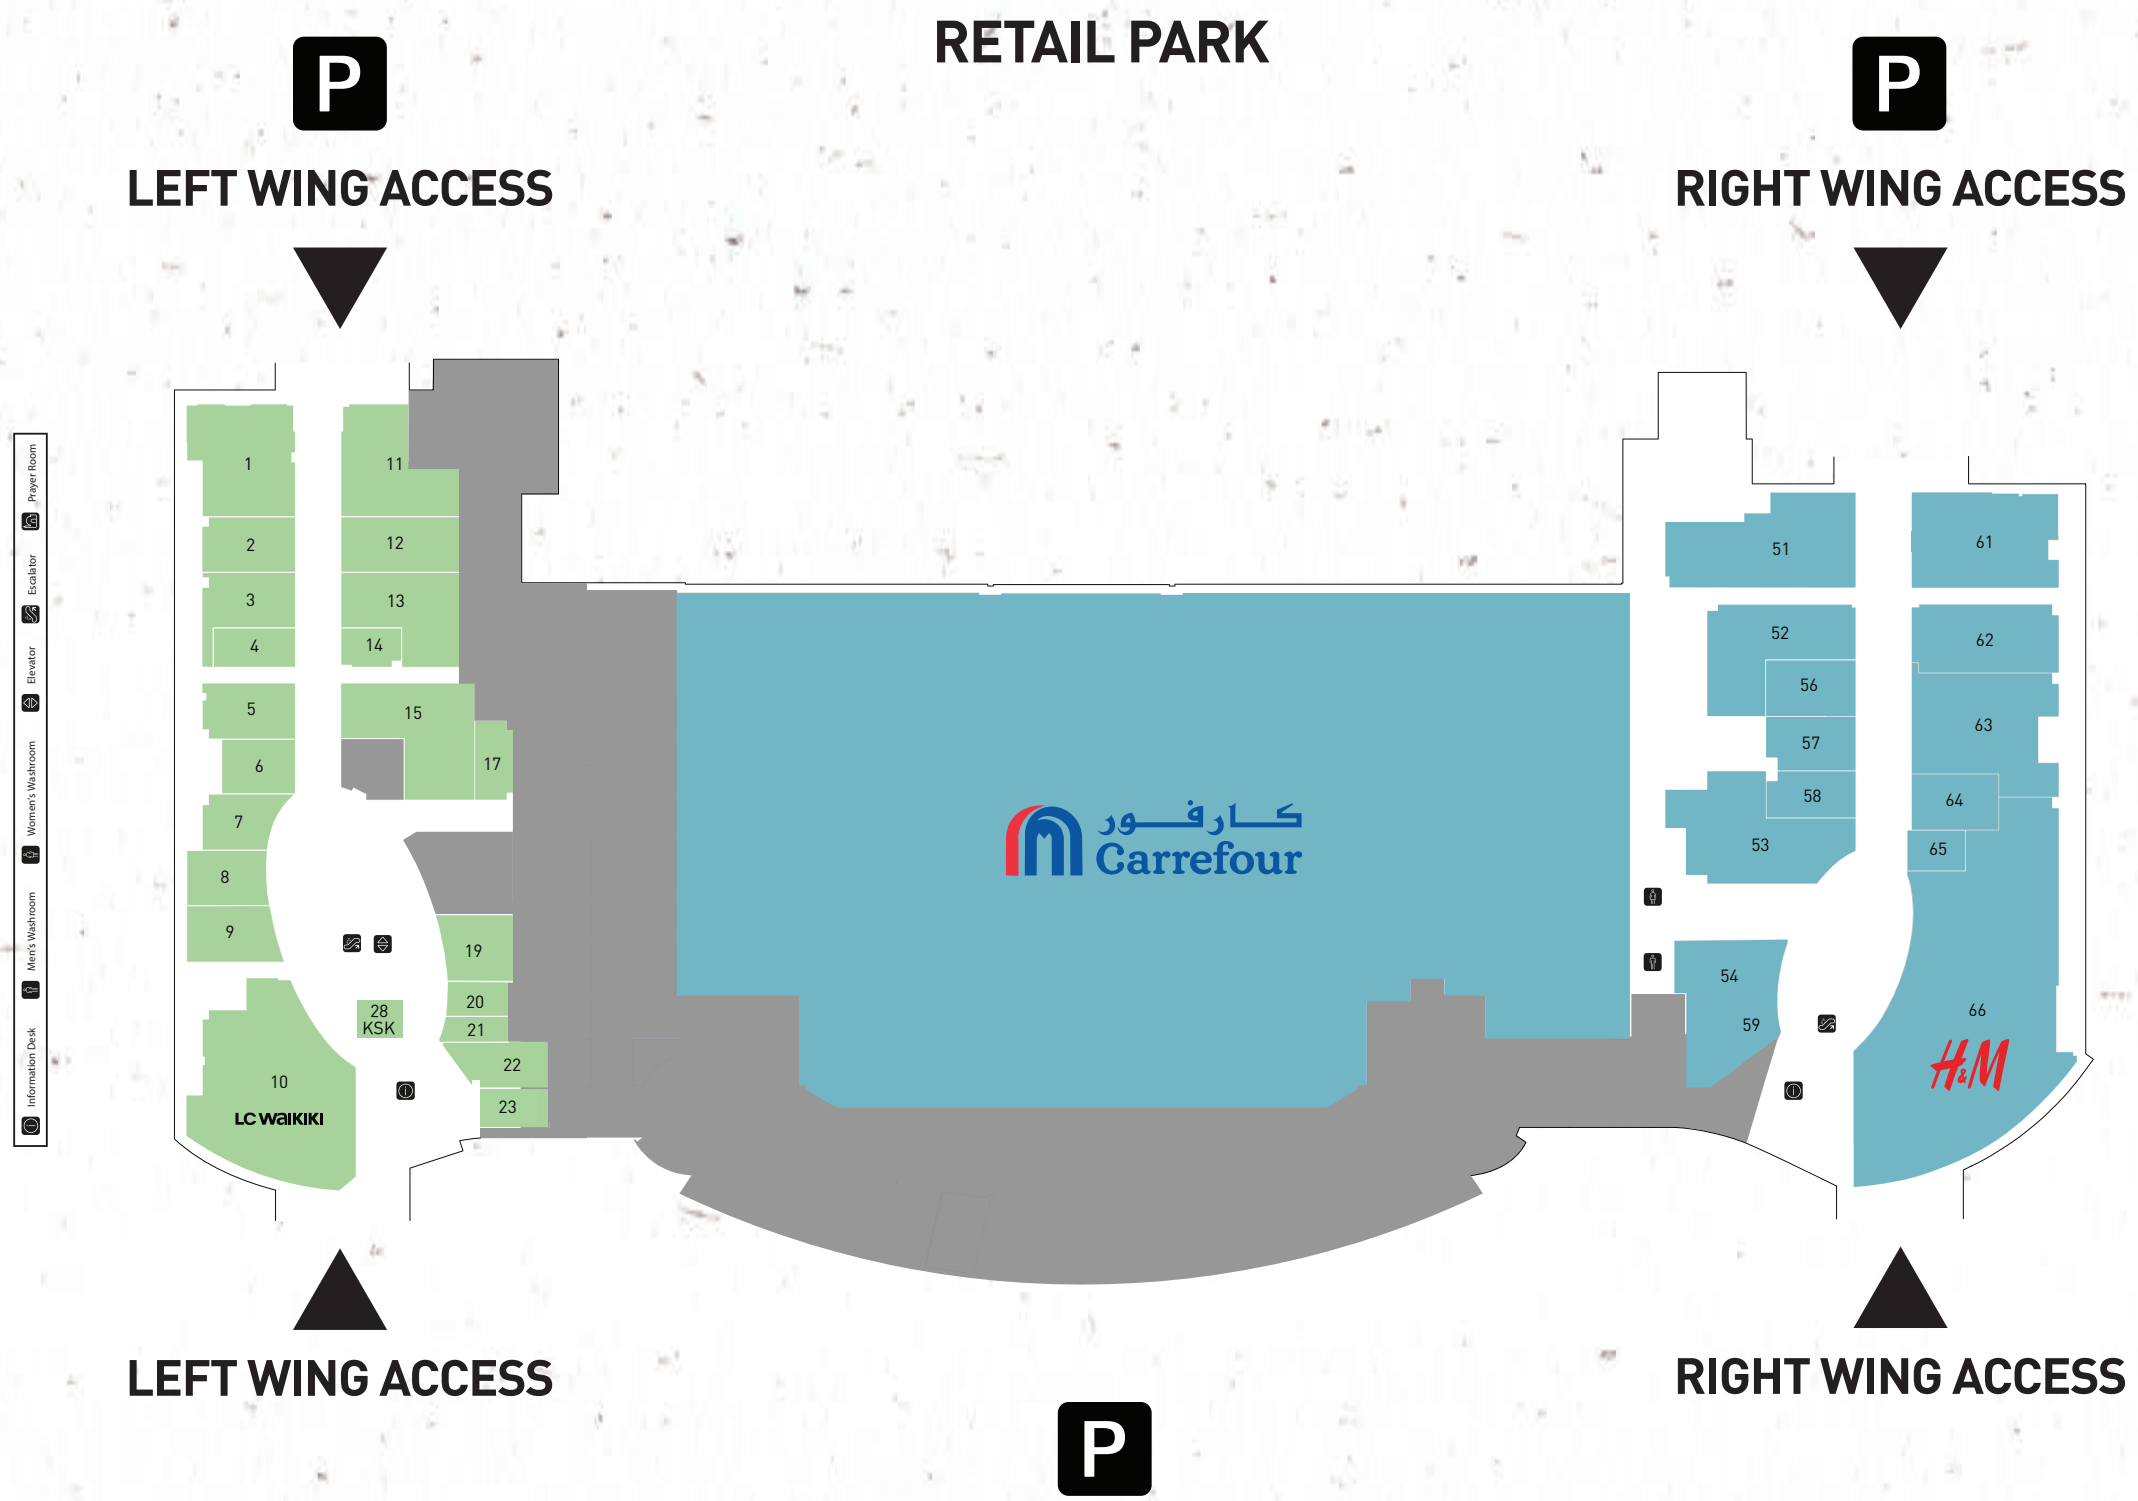 RETAIL PARK
P
P
LEFT WING ACCESS
RIGHT WING ACCESS
Prayer Room
Escalator
Elevator
Women's Washroom
Men's Washroom
Information Desk
1
2
3
4
5
6
7
8
9
10
LC WAIKIKI
11
12
13
14
15
17
19
20
21
22
23
28
KSK
كارفور
Carrefour
51
52
56
57
58
53
54
59
61
62
63
64
65
66
H&M
LEFT WING ACCESS
RIGHT WING ACCESS
P